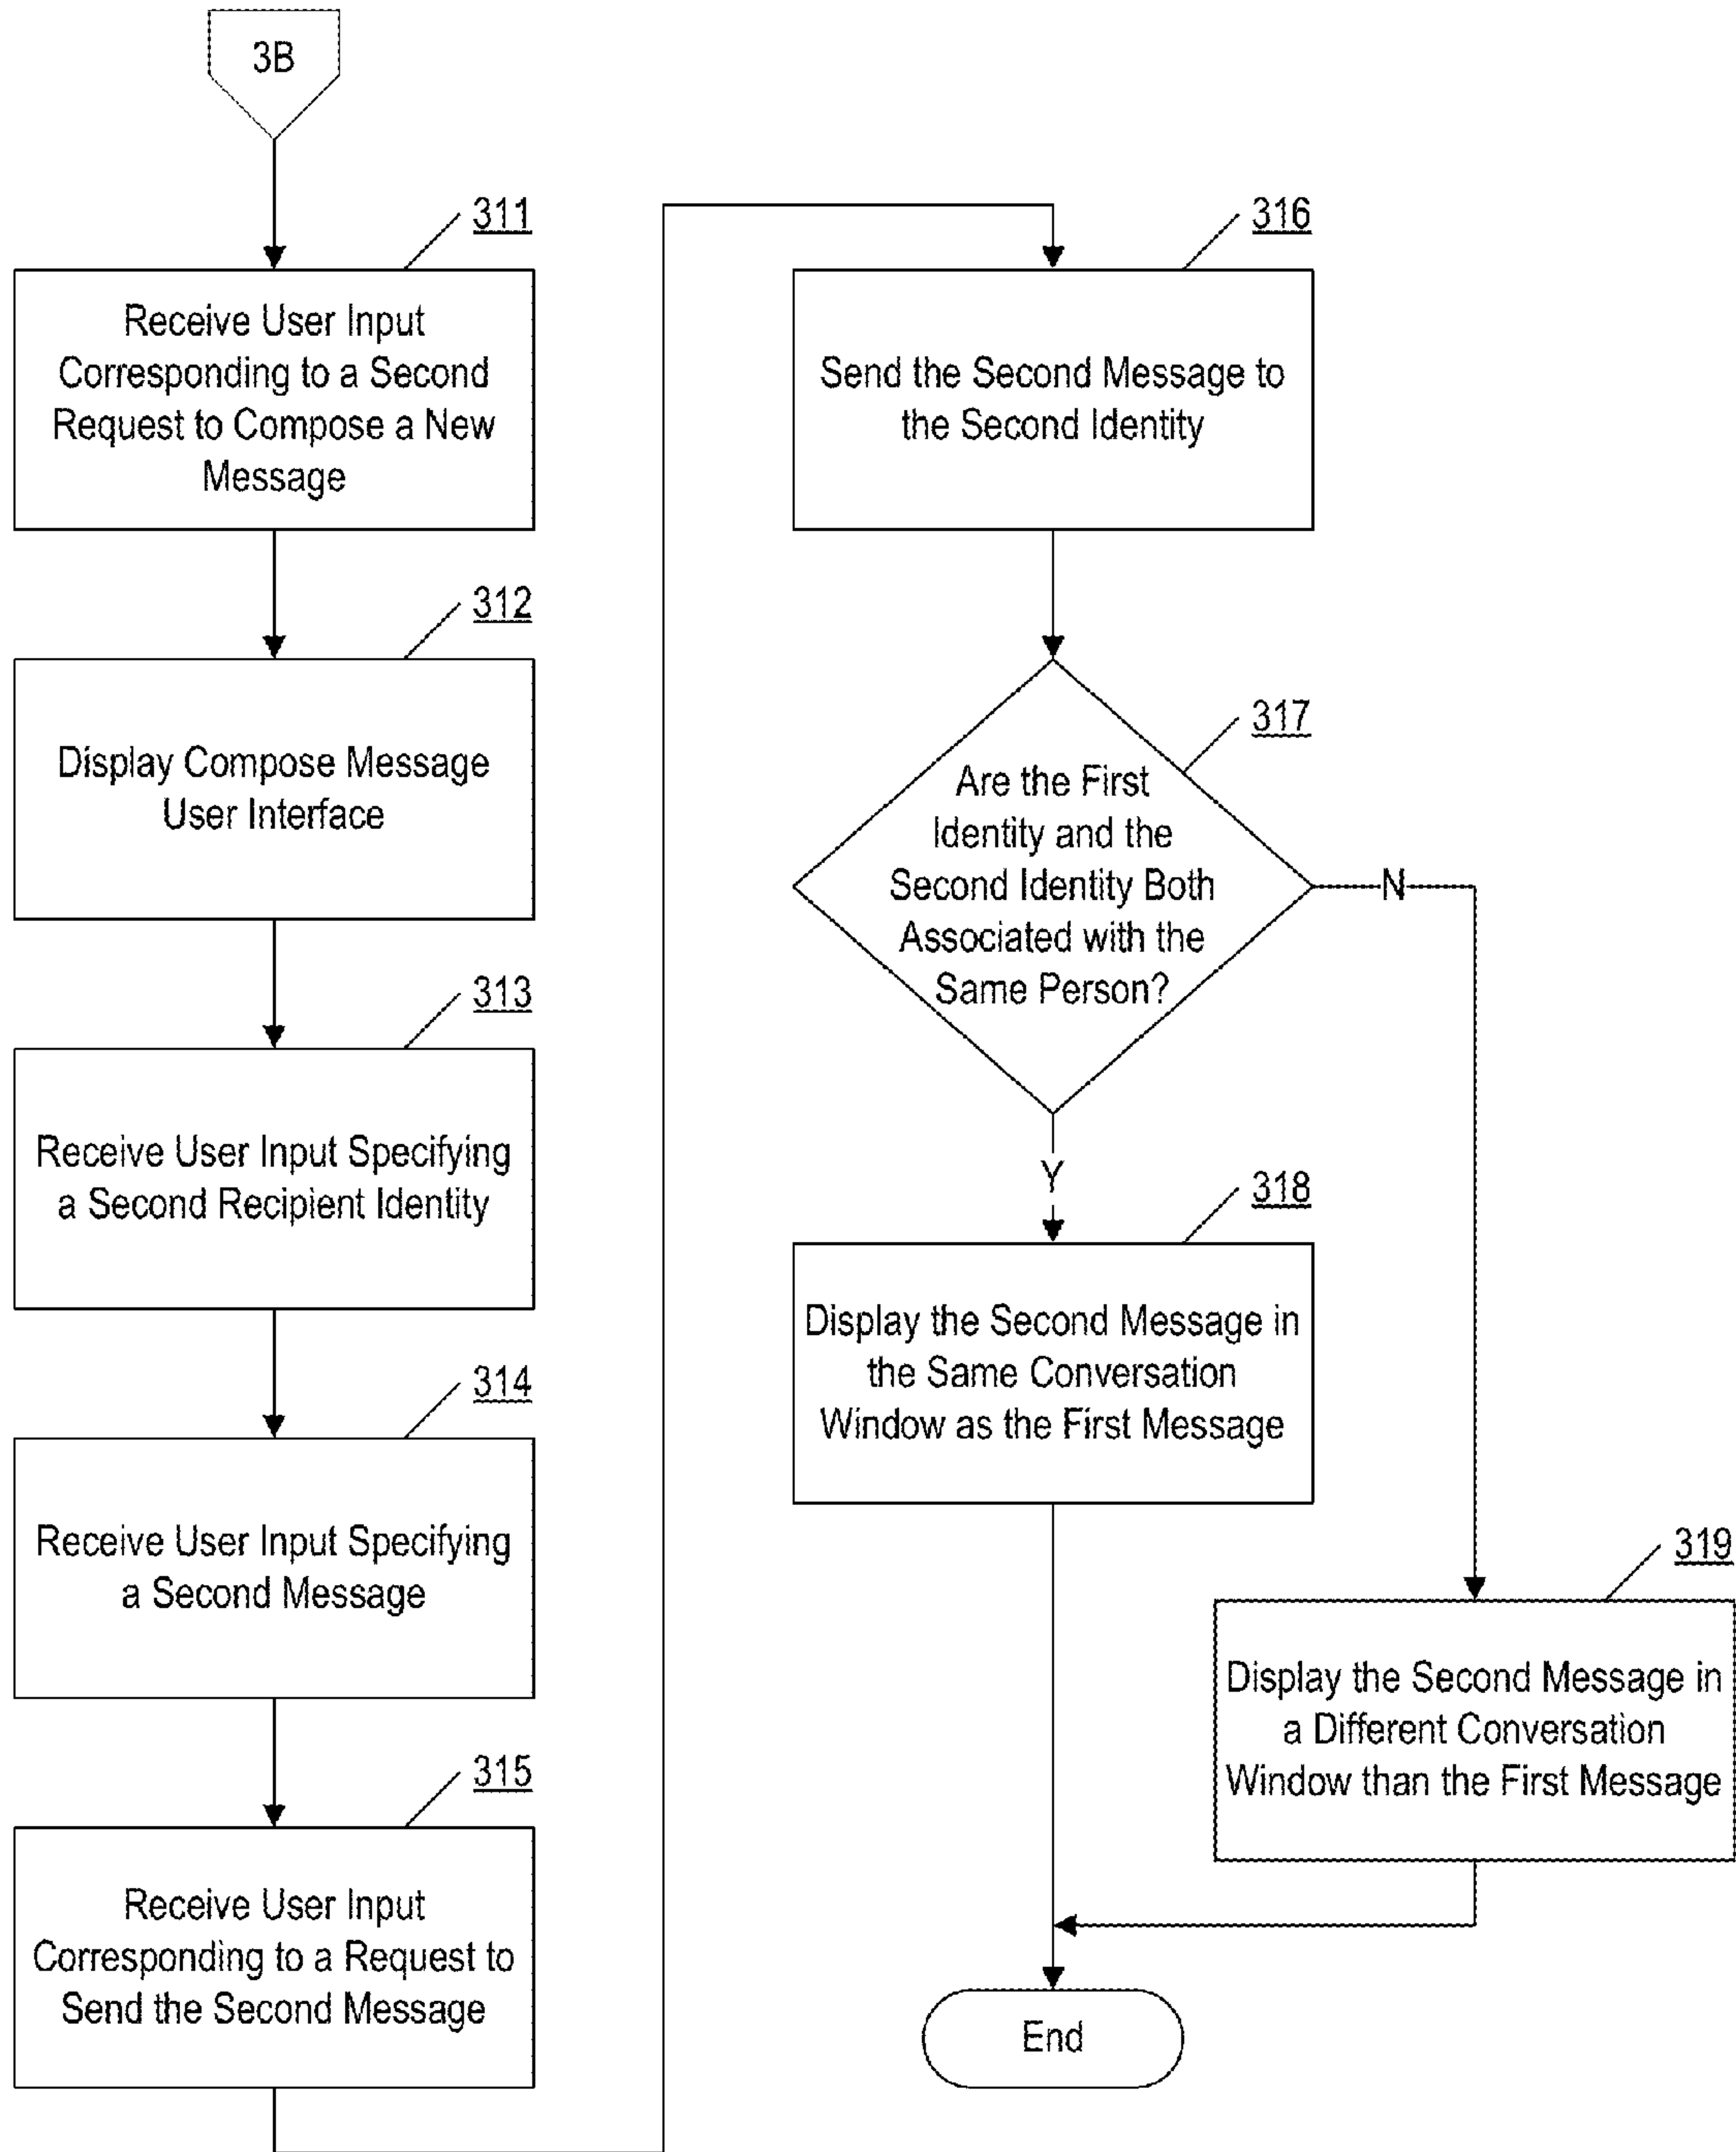 3B
311
Receive User Input
Corresponding to a Second
Request to Compose a New
Message
312
Display Compose Message
User Interface
313
Receive User Input Specifying
a Second Recipient Identity
314
Receive User Input Specifying
a Second Message
315
Receive User Input
Corresponding to a Request to
Send the Second Message
316
Send the Second Message to
the Second Identity
317
Are the First
Identity and the
Second Identity Both
Associated with the
Same Person?
N
Y
318
Display the Second Message in
the Same Conversation
Window as the First Message
319
Display the Second Message in
a Different Conversation
Window than the First Message
End